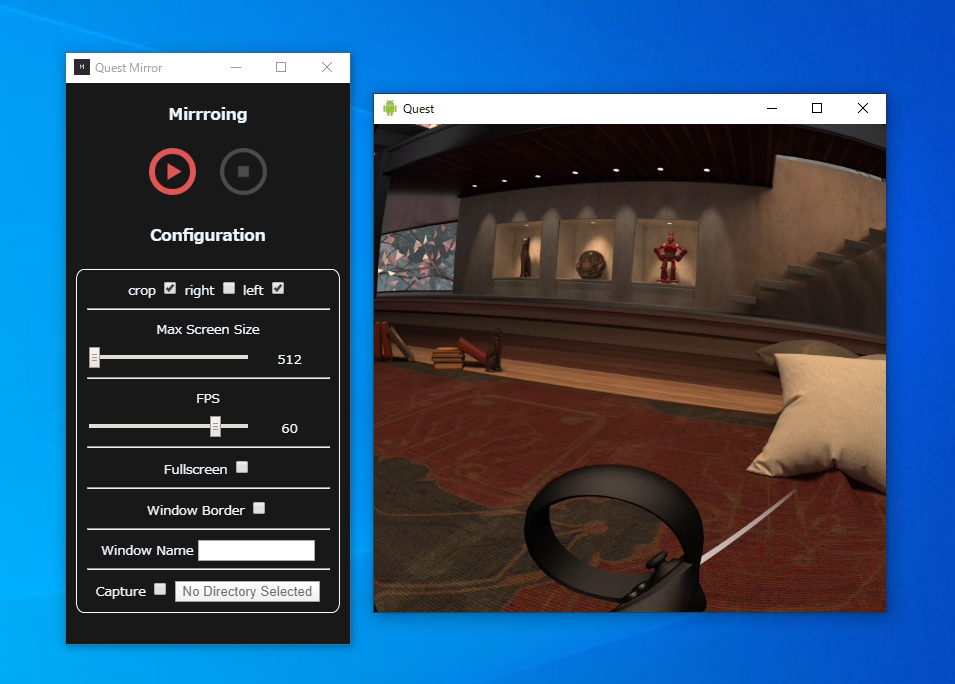 M Quest Mirror
Mirrroing
Configuration
crop right left
Max Screen Size
512
FPS
60
Fullscreen
Window Border
Window Name
Capture No Directory Selected
Quest